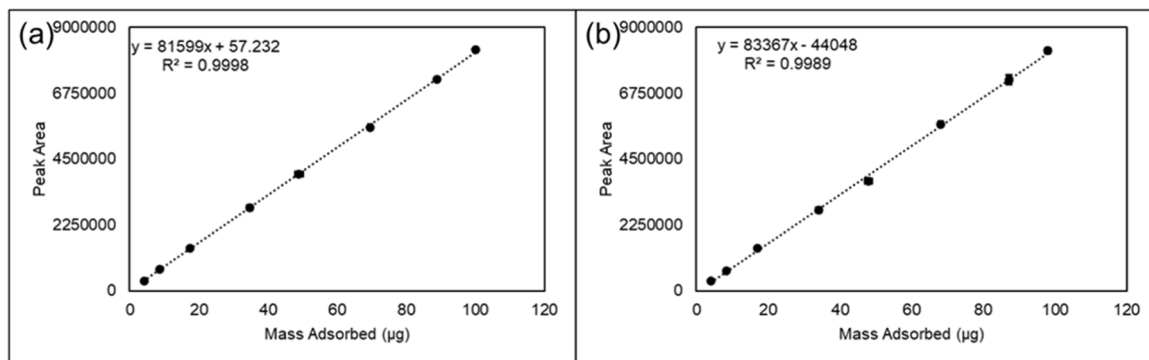 (a)
y = 81599x + 57.232
R² = 0.9998
9000000
6750000
4500000
2250000
0
Peak Area
0 20 40 60 80 100 120
Mass Adsorbed (μg)
(b)
y = 83367x - 44048
R² = 0.9989
9000000
6750000
4500000
2250000
0
Peak Area
0 20 40 60 80 100 120
Mass Adsorbed (μg)